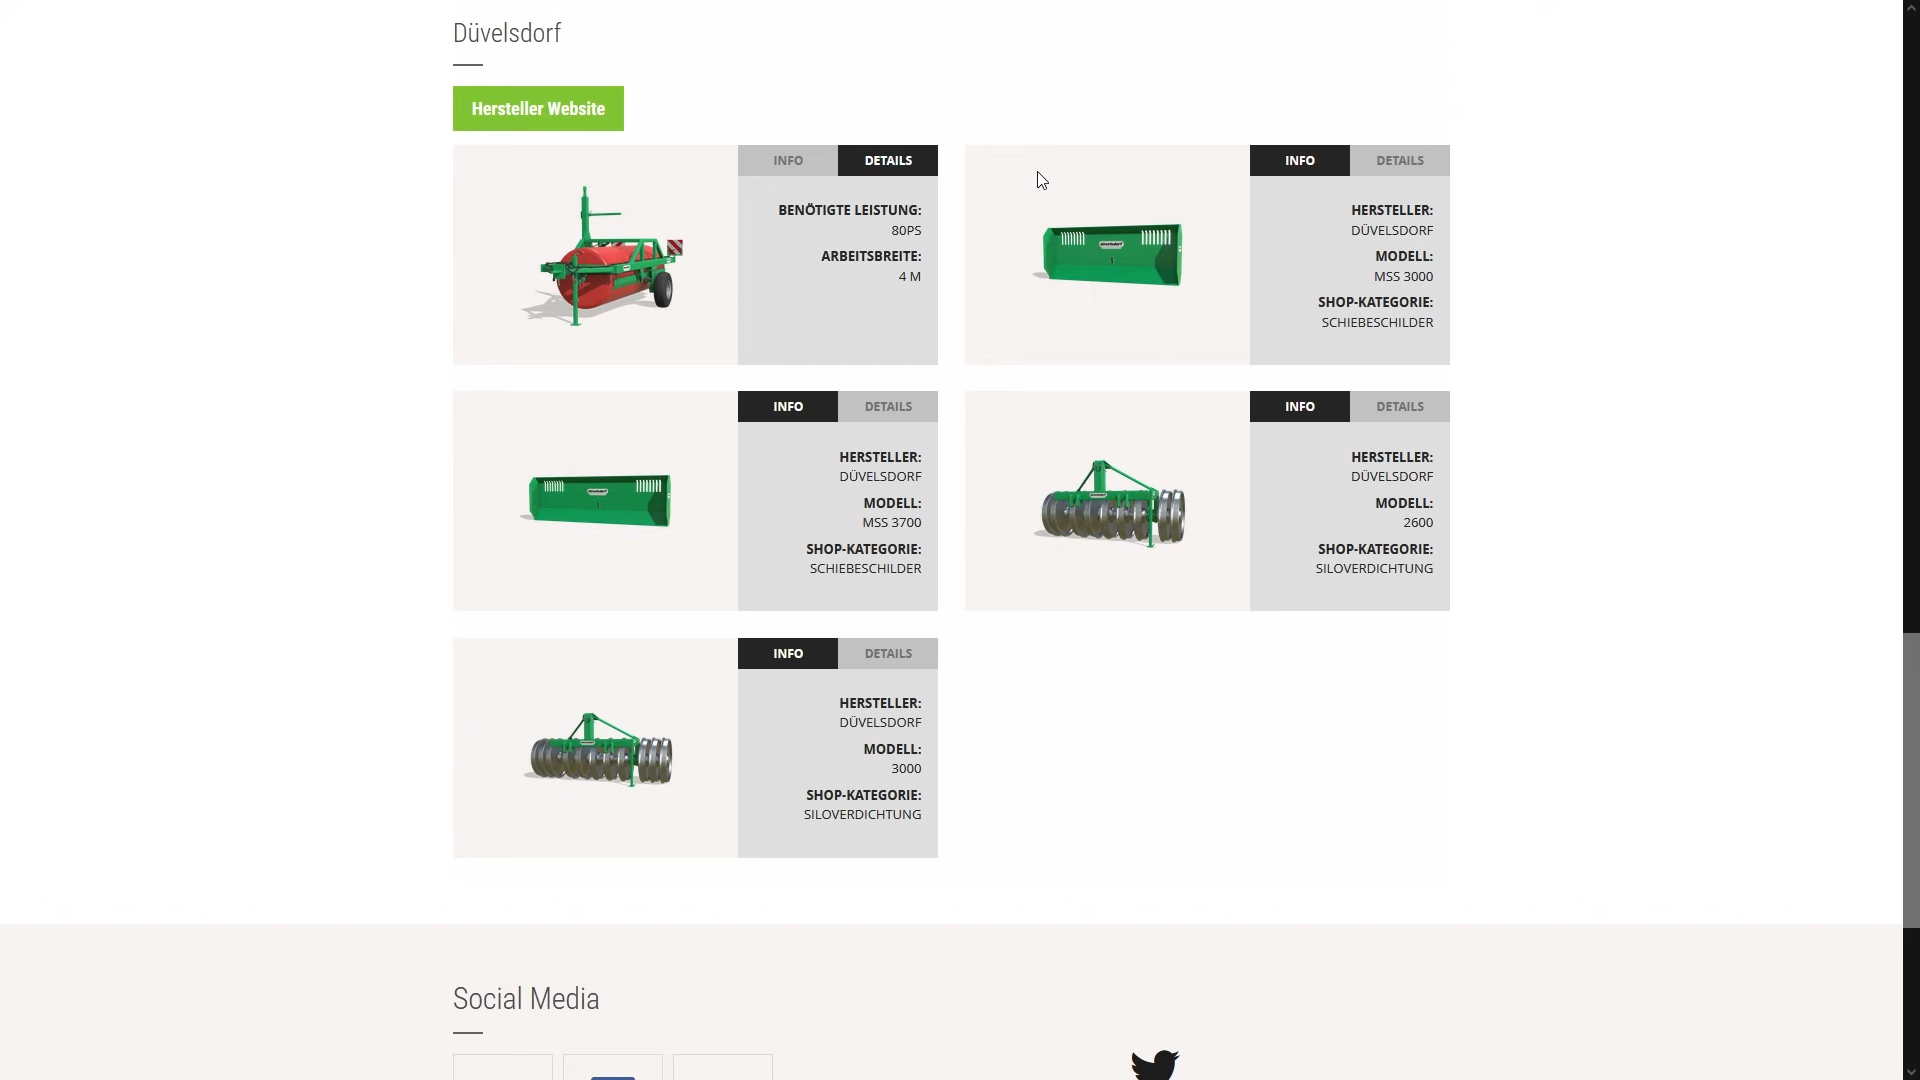 Düvelsdorf
Hersteller Website
INFO DETAILS
BENÖTIGTE LEISTUNG:
80PS
ARBEITSBREITE:
4 M
INFO DETAILS
HERSTELLER:
DÜVELSDORF
MODELL:
MSS 3000
SHOP-KATEGORIE:
SCHIEBESCHILDER
INFO DETAILS
HERSTELLER:
DÜVELSDORF
MODELL:
MSS 3700
SHOP-KATEGORIE:
SCHIEBESCHILDER
INFO DETAILS
HERSTELLER:
DÜVELSDORF
MODELL:
2600
SHOP-KATEGORIE:
SILOVERDICHTUNG
INFO DETAILS
HERSTELLER:
DÜVELSDORF
MODELL:
3000
SHOP-KATEGORIE:
SILOVERDICHTUNG
Social Media